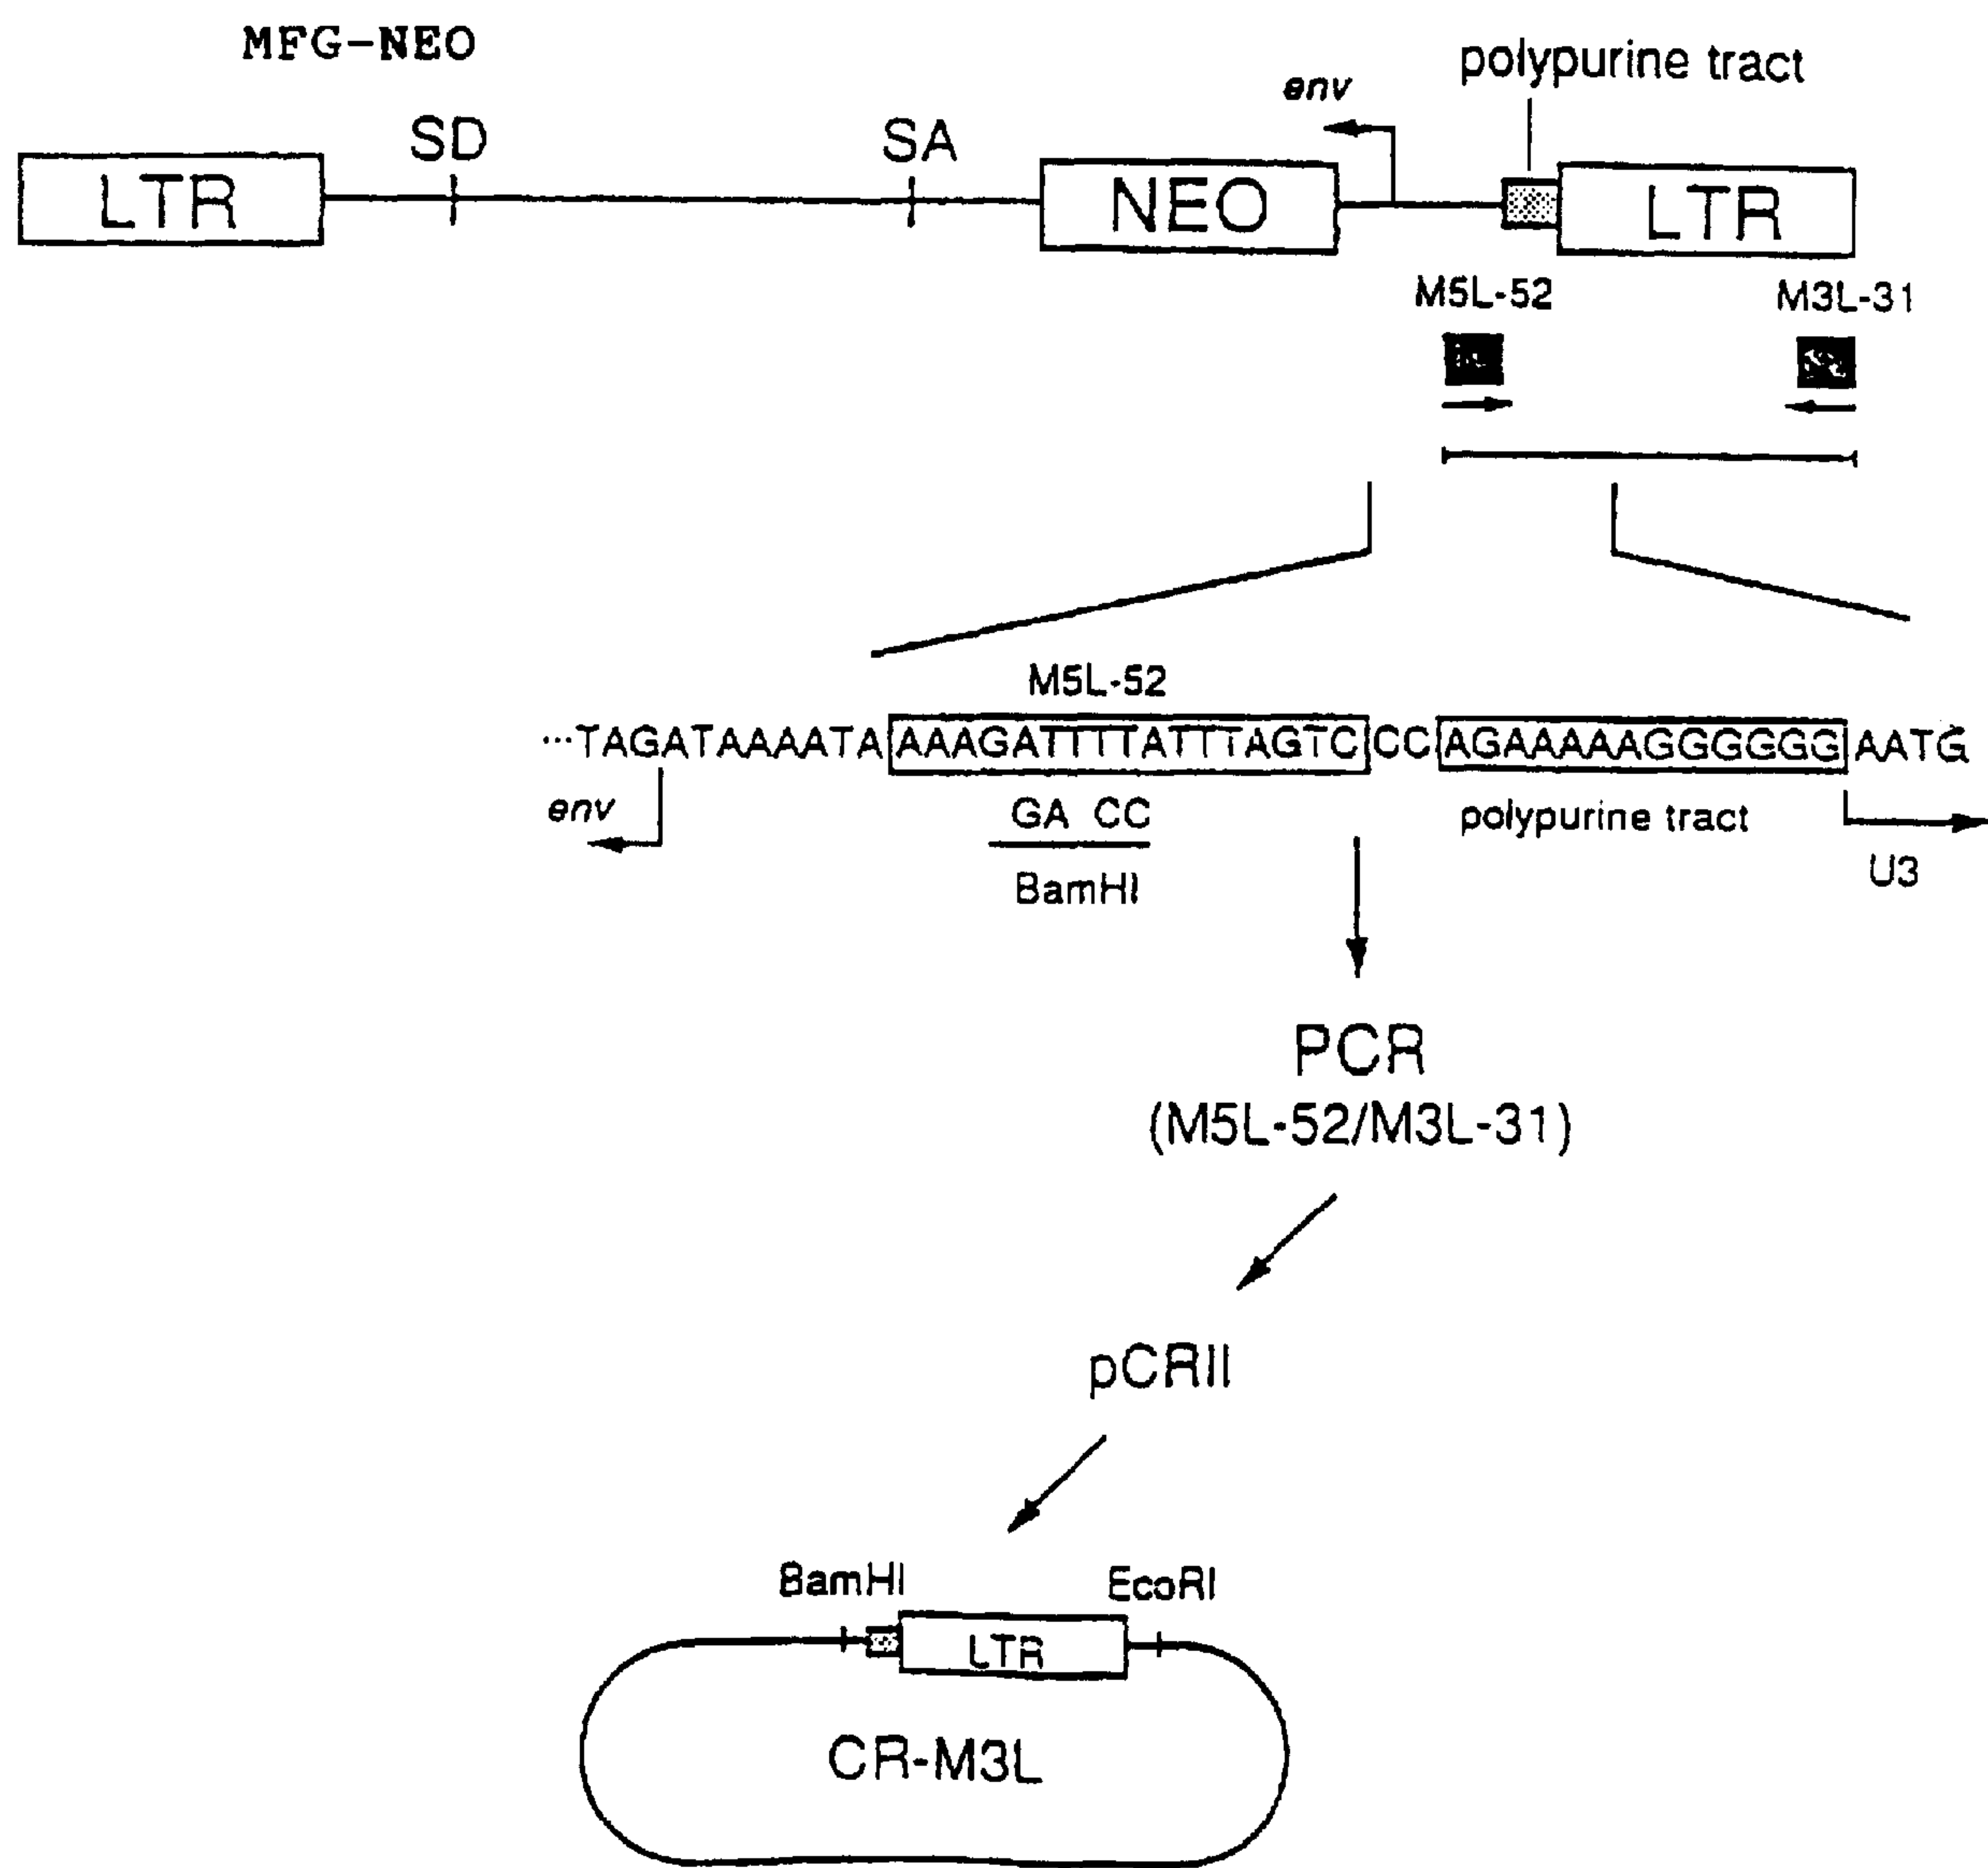 MFG-NEO
polypurine tract
env
SD
SA
LTR
NEO
LTR
M5L-52
M3L-31
M5L-52
···TAGATAAAATA AAAGATTTTATTTAGTC CC AGAAAAAGGGGGG AATG
env
GA CC
polypurine tract
BamHI
U3
PCR
(M5L-52/M3L-31)
pCRII
BamHI
EcoRI
LTR
CR-M3L